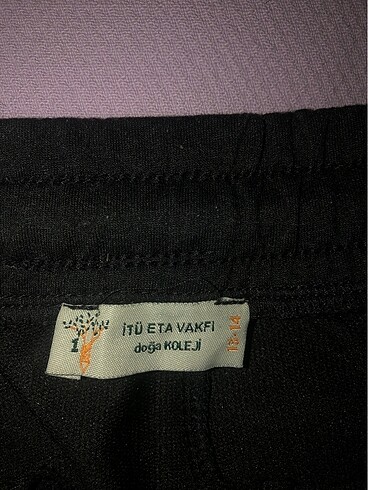 İTÜ ETA VAKFI
doğa KOLEJİ
13-14